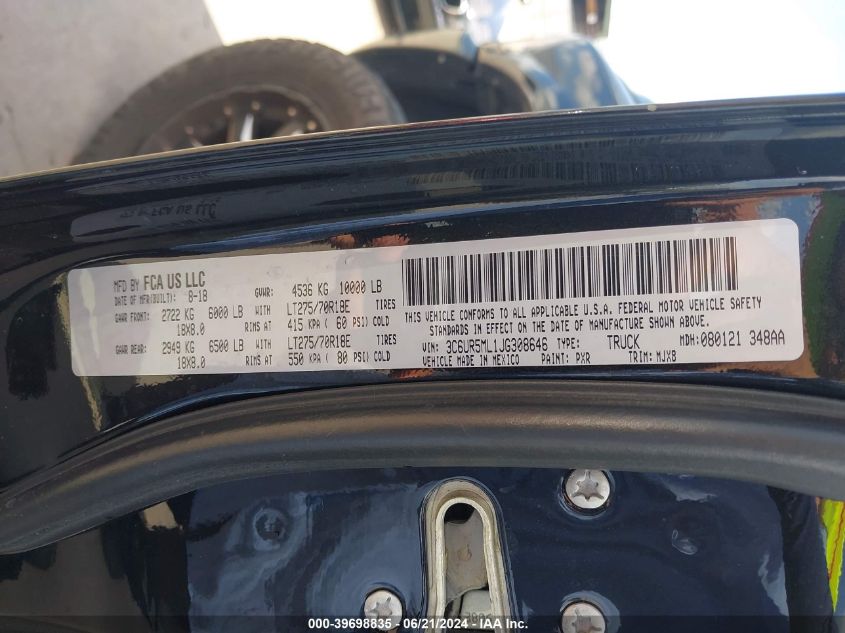 MFD BY FCA US LLC
DATE OF MFR(BUILT): 8-18 GVWR: 4536 KG 10000 LB
GAWR FRONT: 2722 KG 6000 LB WITH LT275/70R18E TIRES
18X8.0 RIMS AT 415 KPA ( 60 PSI) COLD
GAWR REAR: 2949 KG 6500 LB WITH LT275/70R18E TIRES
18X8.0 RIMS AT 550 KPA ( 80 PSI) COLD
THIS VEHICLE CONFORMS TO ALL APPLICABLE U.S.A. FEDERAL MOTOR VEHICLE SAFETY
STANDARDS IN EFFECT ON THE DATE OF MANUFACTURE SHOWN ABOVE.
VIN: 3C6UR5ML1JG308646 TYPE: TRUCK MDH: 080121 348AA
VEHICLE MADE IN MEXICO PAINT: PXR TRIM: MJX8
000-39698835 - 06/21/2024 - IAA Inc.